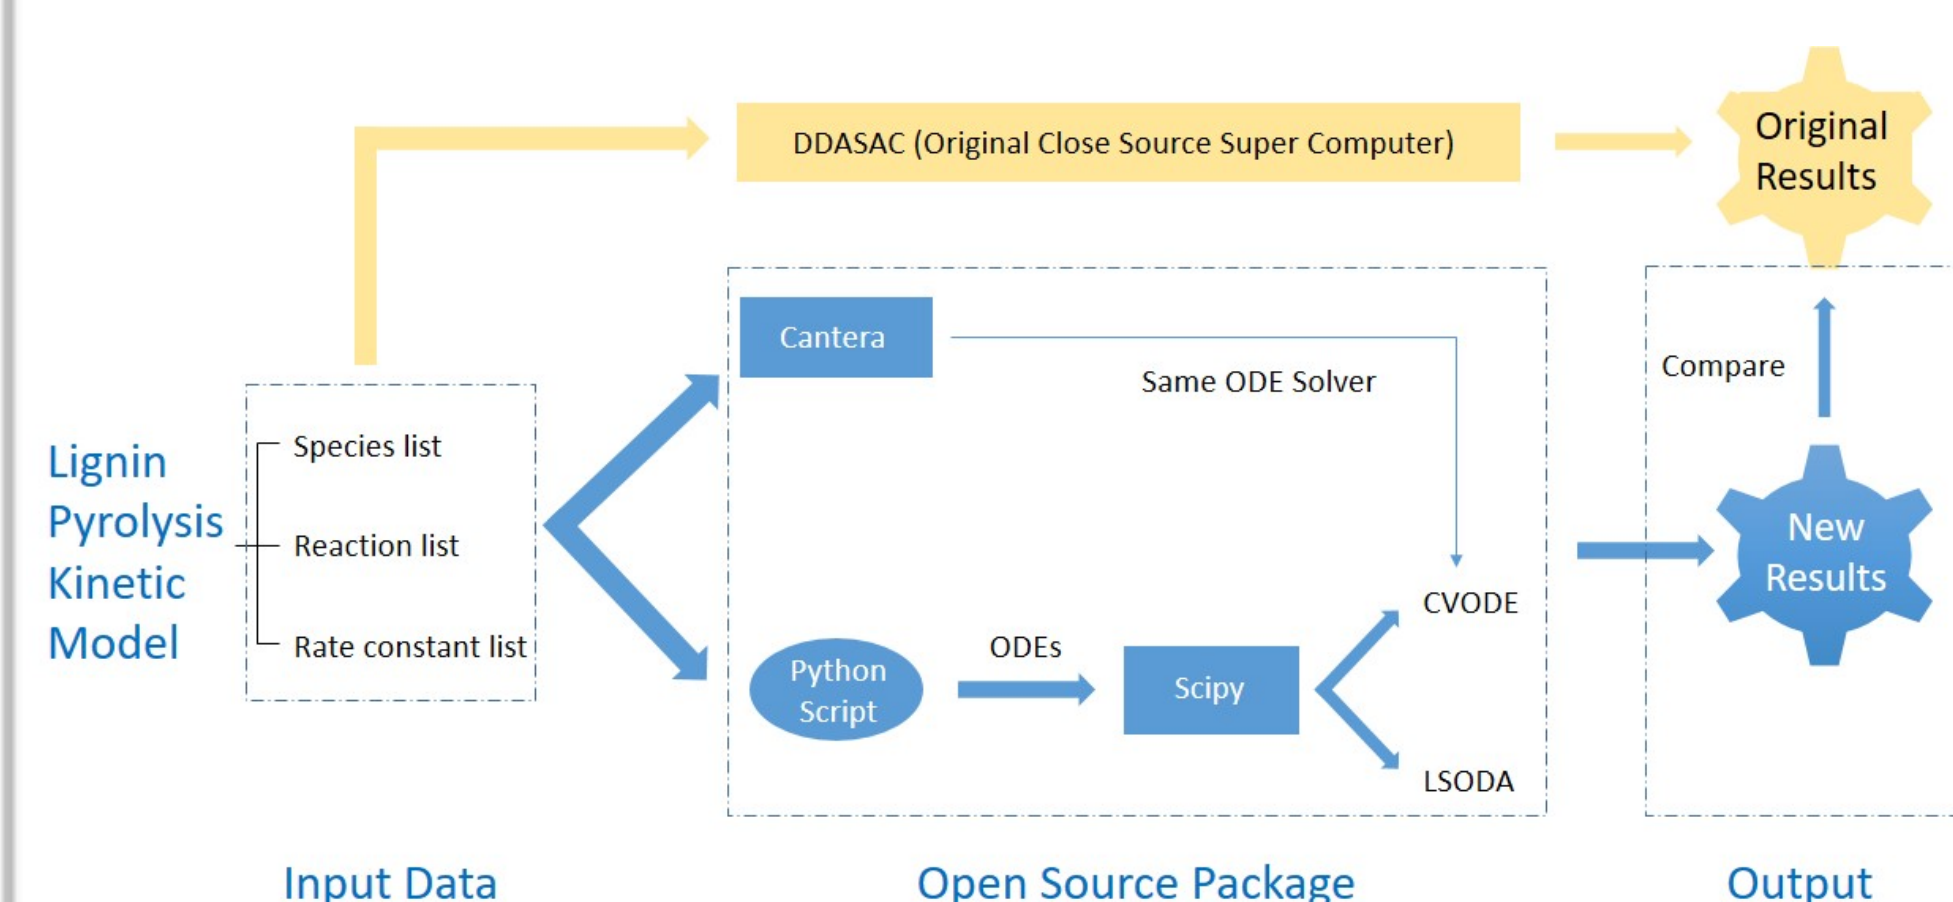 DDASAC (Original Close Source Super Computer)
Original
Results
Cantera
Same ODE Solver
Compare
Lignin
Pyrolysis
Kinetic
Model
Species list
Reaction list
Rate constant list
Python
Script
ODEs
Scipy
CVODE
LSODA
New
Results
Input Data
Open Source Package
Output